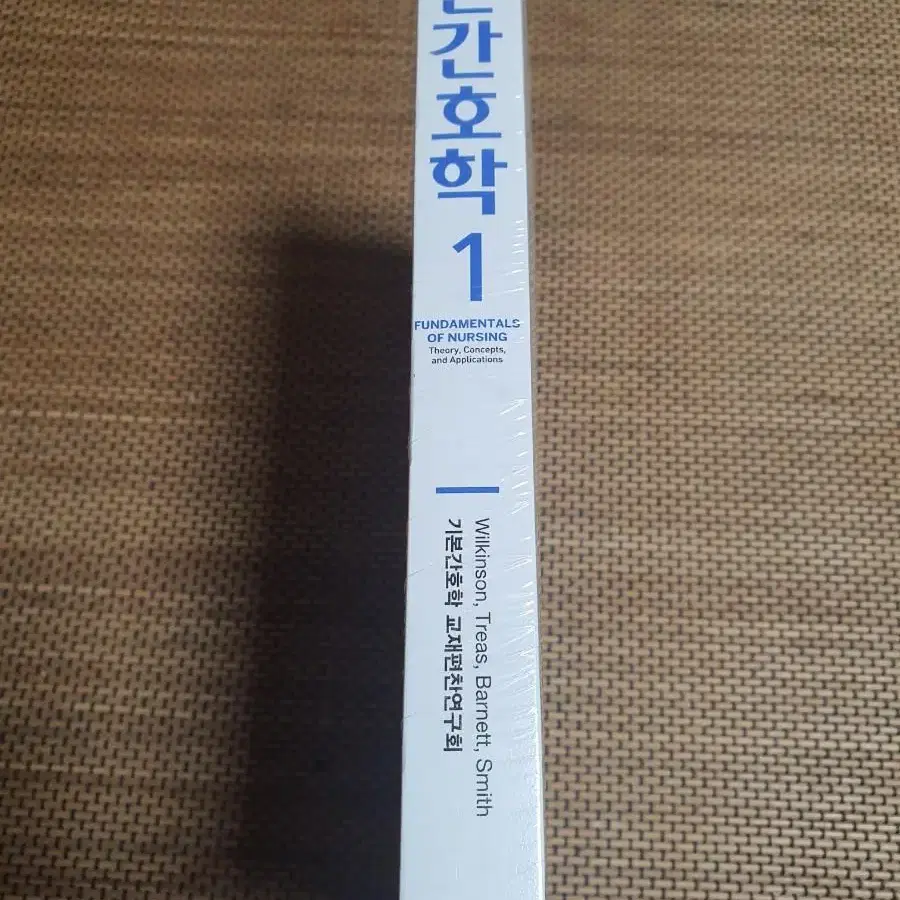 간호학
1
FUNDAMENTALS
OF NURSING
Theory, Concepts,
and Applications
Wilkinson, Treas, Barnett, Smith
기본간호학 교재편찬연구회